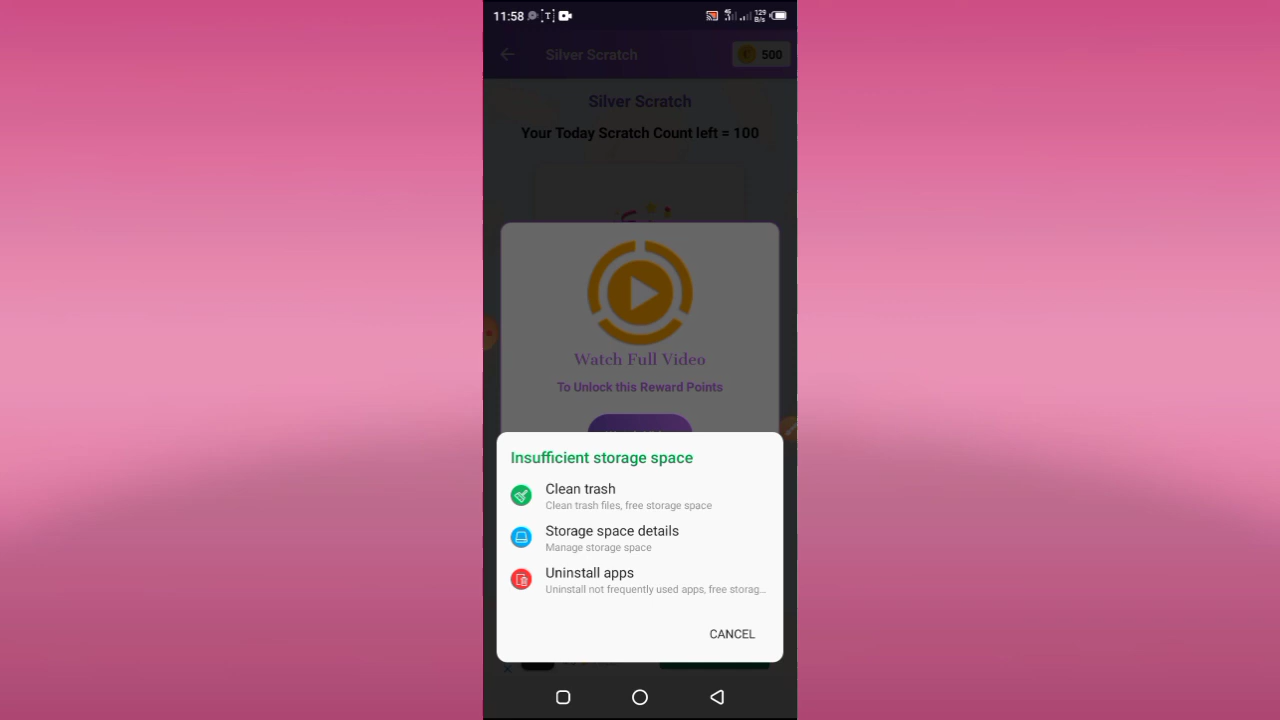 11:58
129 B/s
Silver Scratch
500
Silver Scratch
Your Today Scratch Count left = 100
Watch Full Video
To Unlock this Reward Points
Insufficient storage space
Clean trash
Clean trash files, free storage space
Storage space details
Manage storage space
Uninstall apps
Uninstall not frequently used apps, free storag...
CANCEL